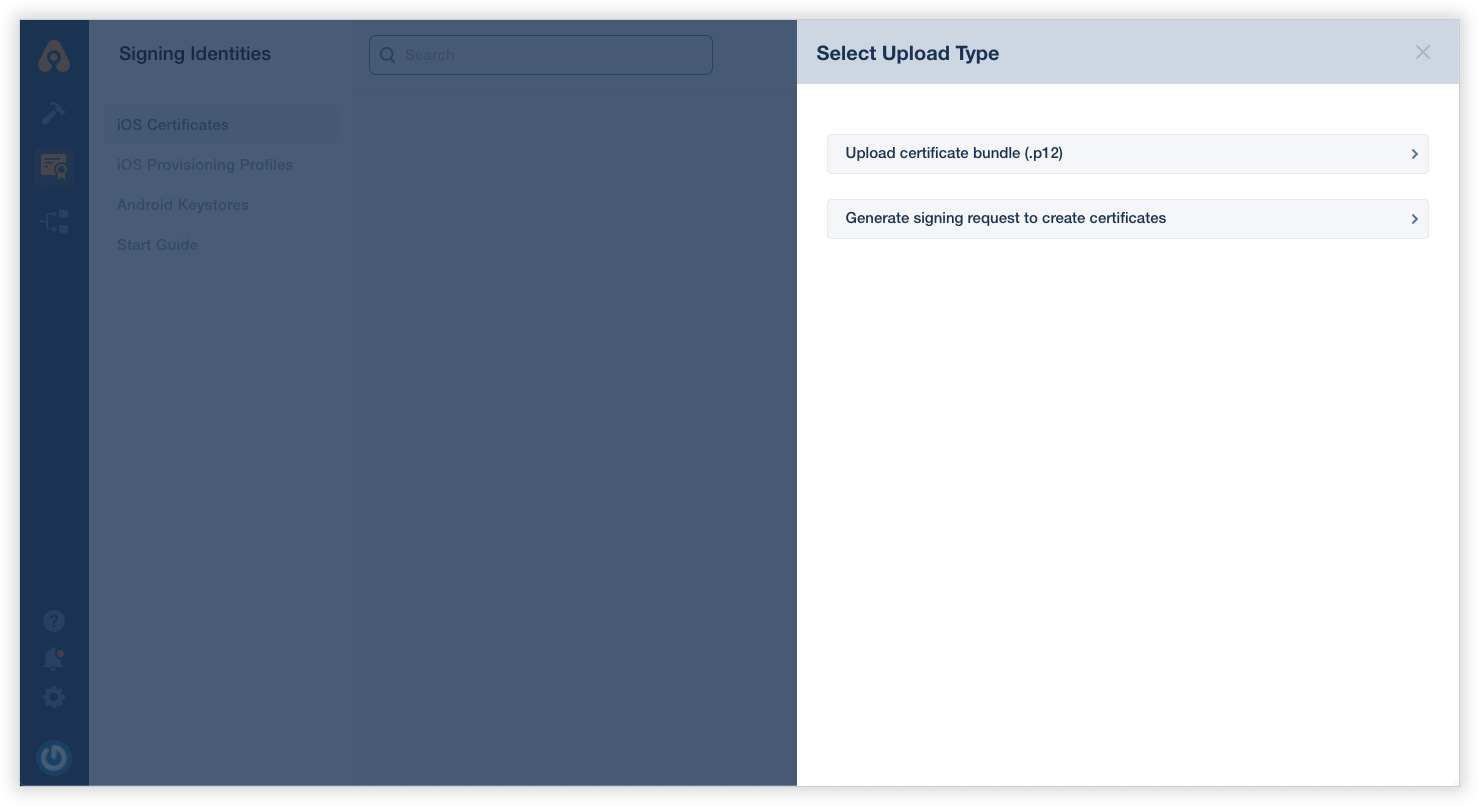 Signing Identities
Search
iOS Certificates
iOS Provisioning Profiles
Android Keystores
Start Guide
Select Upload Type
Upload certificate bundle (.p12)
Generate signing request to create certificates